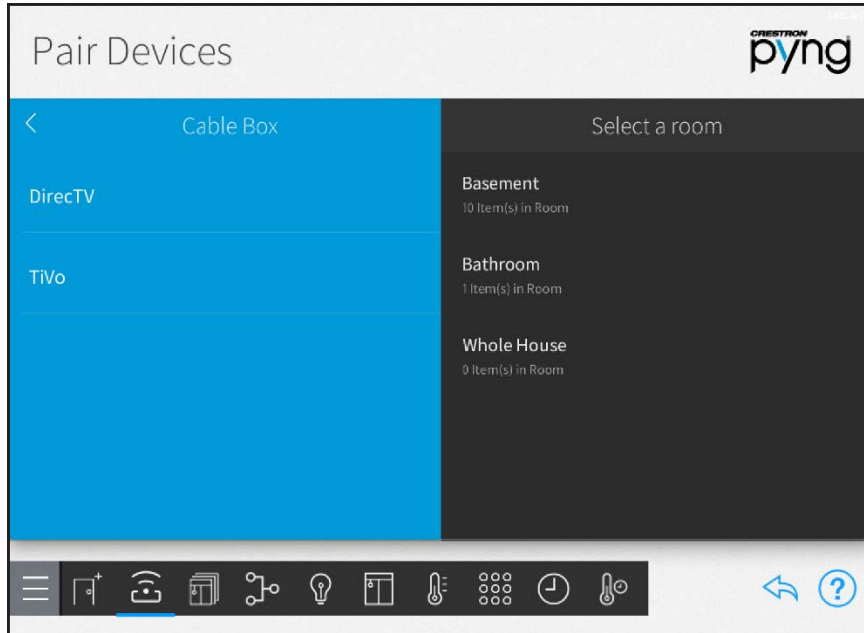 Pair Devices
CRESTRON
pyng
Cable Box
Select a room
DirecTV
TiVo
Basement
10 Item(s) in Room
Bathroom
1 Item(s) in Room
Whole House
0 Item(s) in Room
?